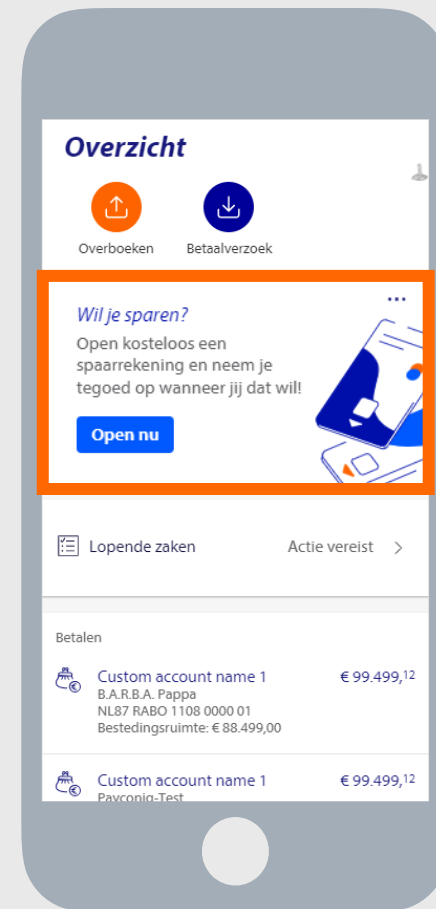 Overzicht
Overboeken
Betaalverzoek
Wil je sparen?
...
Open kosteloos een
spaarrekening en neem je
tegoed op wanneer jij dat wil!
Open nu
Lopende zaken
Actie vereist >
Betalen
Custom account name 1
€ 99.499,12
B.A.R.B.A. Pappa
NL87 RABO 1108 0000 01
Bestedingsruimte: € 88.499,00
Custom account name 1
€ 99.499,12
Payconiq-Test